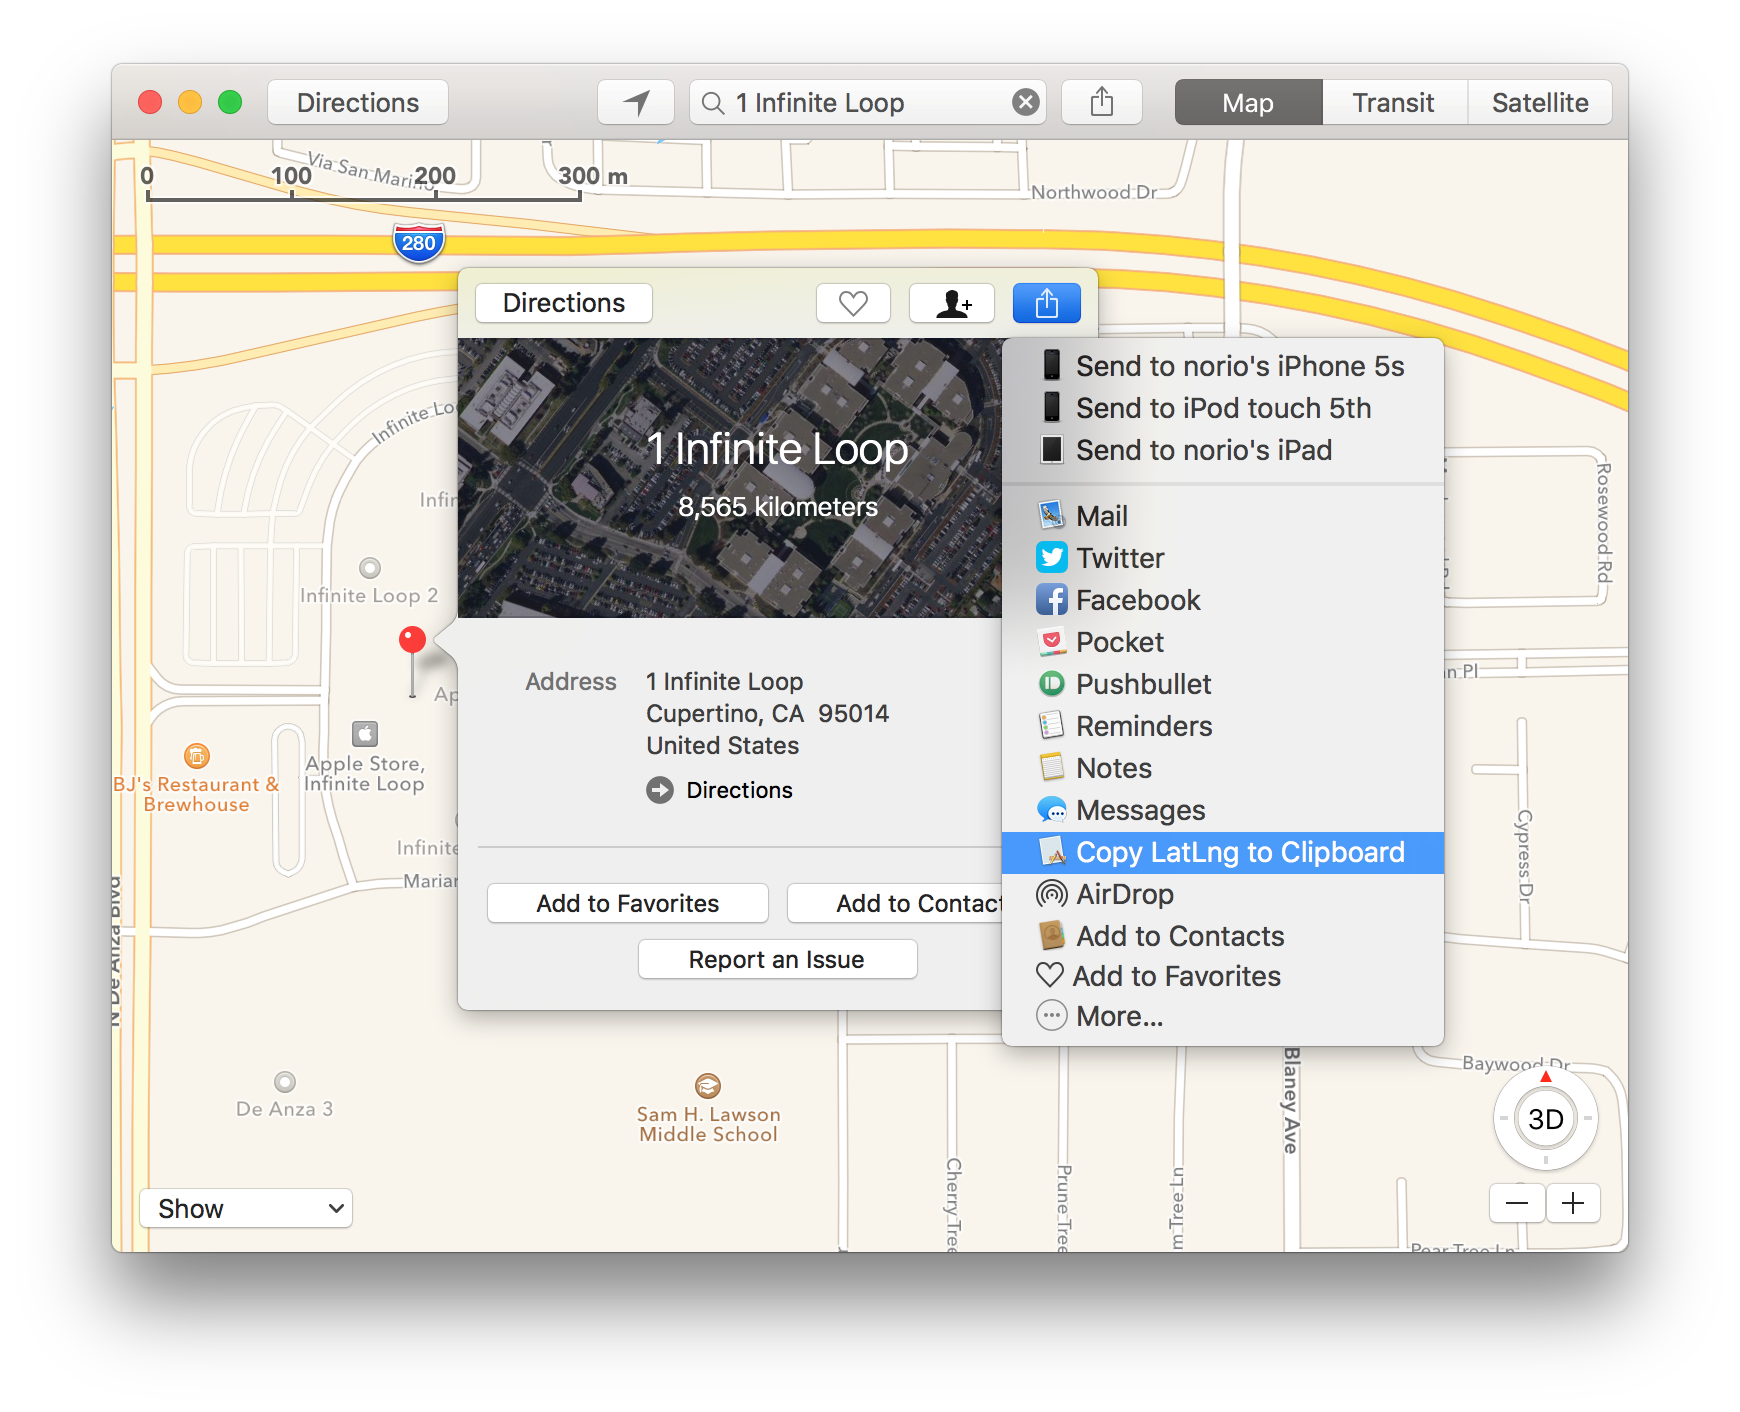 Directions
1 Infinite Loop
Map
Transit
Satellite
Via San Marino
0 100 200 300 m
Northwood Dr
280
Directions
1 Infinite Loop
8,565 kilometers
Send to norio's iPhone 5s
Send to iPod touch 5th
Send to norio's iPad
Mail
Twitter
Facebook
Pocket
Pushbullet
Reminders
Notes
Messages
Copy LatLng to Clipboard
AirDrop
Add to Contacts
Add to Favorites
More...
Address
1 Infinite Loop
Cupertino, CA 95014
United States
Directions
Add to Favorites
Add to Contac
Report an Issue
Infinite Lo
Infin
Infinite Loop 2
Ap
Apple Store,
Infinite Loop
BJ's Restaurant &
Brewhouse
Infinite
Marian
N De Anza Blvd
De Anza 3
Sam H. Lawson
Middle School
Rosewood Rd
n Pl
Cypress Dr
Baywood Dr
Blaney Ave
Cherry Tree
Prune Tree
m Tree Ln
Pear Tree Ln
3D
Show